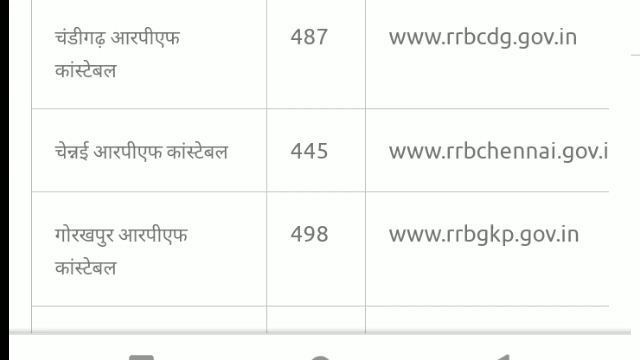 चंडीगढ़ आरपीएफ 487 www.rrbcdg.gov.in
कांस्टेबल
चेन्नई आरपीएफ कांस्टेबल 445 www.rrbchennai.gov.i
गोरखपुर आरपीएफ 498 www.rrbgkp.gov.in
कांस्टेबल